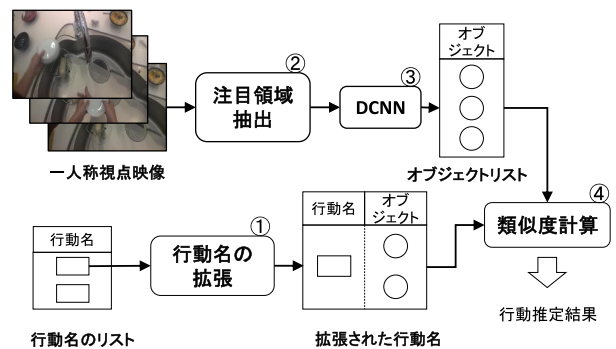 一人称視点映像
②
注目領域
抽出
③
DCNN
オブ
ジェクト
オブジェクトリスト
④
類似度計算
行動推定結果
行動名
行動名のリスト
①
行動名の
拡張
行動名
オブ
ジェクト
拡張された行動名